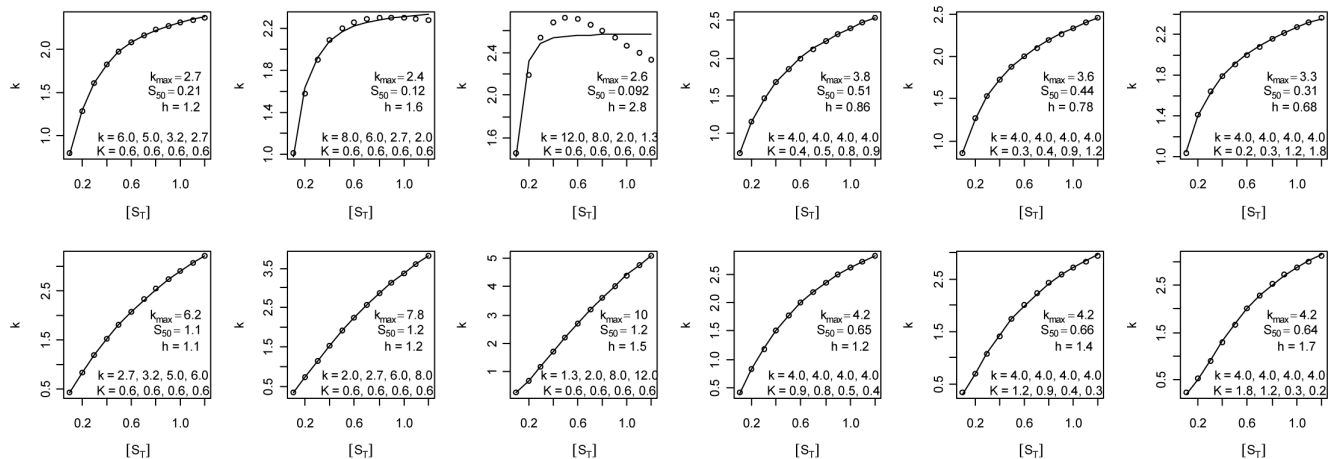 k
1.0 1.5 2.0
k_max = 2.7
S_50 = 0.21
h = 1.2
k = 6.0, 5.0, 3.2, 2.7
K = 0.6, 0.6, 0.6, 0.6
0.2 0.6 1.0
[S_T]
k
1.0 1.4 1.8 2.2
k_max = 2.4
S_50 = 0.12
h = 1.6
k = 8.0, 6.0, 2.7, 2.0
K = 0.6, 0.6, 0.6, 0.6
0.2 0.6 1.0
[S_T]
k
1.6 2.0 2.4
k_max = 2.6
S_50 = 0.092
h = 2.8
k = 12.0, 8.0, 2.0, 1.3
K = 0.6, 0.6, 0.6, 0.6
0.2 0.6 1.0
[S_T]
k
1.0 1.5 2.0 2.5
k_max = 3.8
S_50 = 0.51
h = 0.86
k = 4.0, 4.0, 4.0, 4.0
K = 0.4, 0.5, 0.8, 0.9
0.2 0.6 1.0
[S_T]
k
1.0 1.5 2.0 2.5
k_max = 3.6
S_50 = 0.44
h = 0.78
k = 4.0, 4.0, 4.0, 4.0
K = 0.3, 0.4, 0.9, 1.2
0.2 0.6 1.0
[S_T]
k
1.0 1.4 1.8 2.2
k_max = 3.3
S_50 = 0.31
h = 0.68
k = 4.0, 4.0, 4.0, 4.0
K = 0.2, 0.3, 1.2, 1.8
0.2 0.6 1.0
[S_T]
k
0.5 1.5 2.5
k_max = 6.2
S_50 = 1.1
h = 1.1
k = 2.7, 3.2, 5.0, 6.0
K = 0.6, 0.6, 0.6, 0.6
0.2 0.6 1.0
[S_T]
k
0.5 1.5 2.5 3.5
k_max = 7.8
S_50 = 1.2
h = 1.2
k = 2.0, 2.7, 6.0, 8.0
K = 0.6, 0.6, 0.6, 0.6
0.2 0.6 1.0
[S_T]
k
1 2 3 4 5
k_max = 10
S_50 = 1.2
h = 1.5
k = 1.3, 2.0, 8.0, 12.0
K = 0.6, 0.6, 0.6, 0.6
0.2 0.6 1.0
[S_T]
k
0.5 1.0 1.5 2.0 2.5
k_max = 4.2
S_50 = 0.65
h = 1.2
k = 4.0, 4.0, 4.0, 4.0
K = 0.9, 0.8, 0.5, 0.4
0.2 0.6 1.0
[S_T]
k
0.5 1.5 2.5
k_max = 4.2
S_50 = 0.66
h = 1.4
k = 4.0, 4.0, 4.0, 4.0
K = 1.2, 0.9, 0.4, 0.3
0.2 0.6 1.0
[S_T]
k
0.5 1.5 2.5
k_max = 4.2
S_50 = 0.64
h = 1.7
k = 4.0, 4.0, 4.0, 4.0
K = 1.8, 1.2, 0.3, 0.2
0.2 0.6 1.0
[S_T]